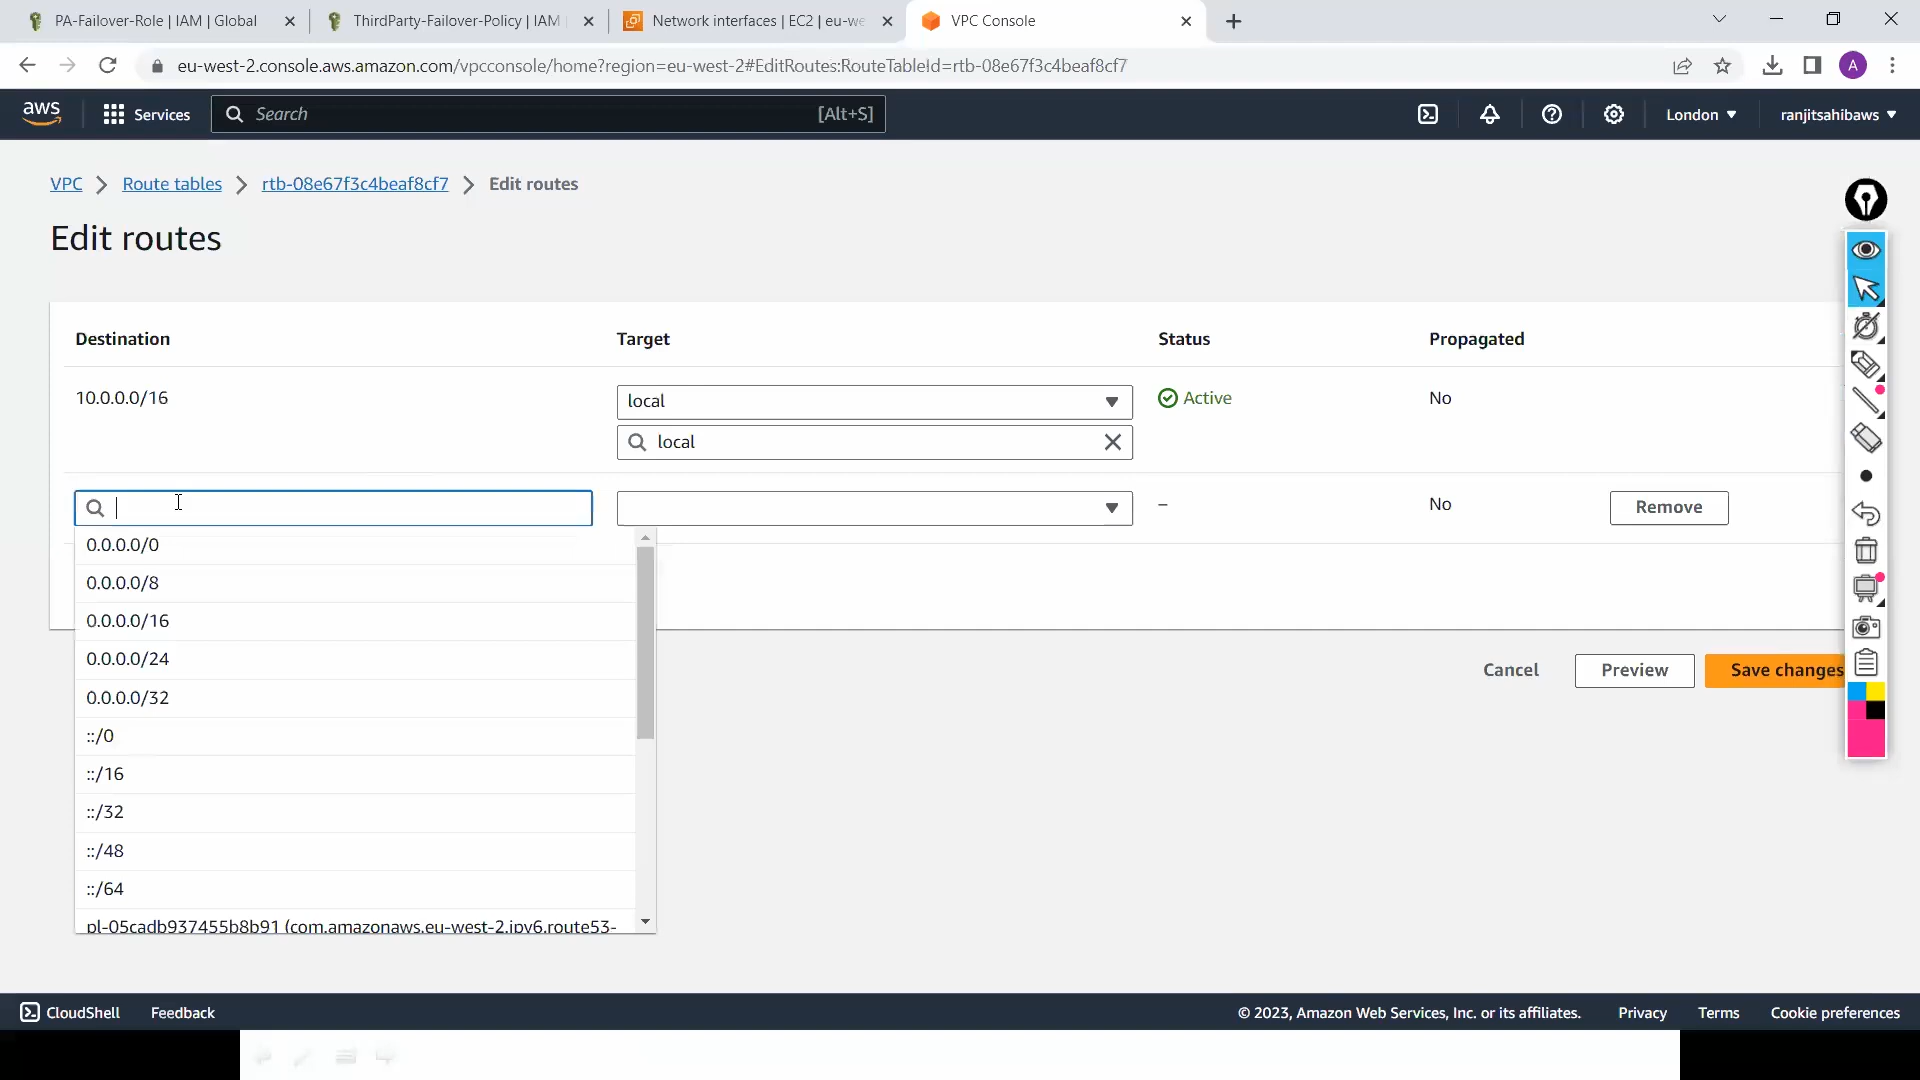 PA-Failover-Role | IAM | Global
ThirdParty-Failover-Policy | IAM
Network interfaces | EC2 | eu-we
VPC Console
eu-west-2.console.aws.amazon.com/vpcconsole/home?region=eu-west-2#EditRoutes:RouteTableId=rtb-08e67f3c4beaf8cf7
A
aws
Services
Search
[Alt+S]
London
ranjitsahibaws
VPC
Route tables
rtb-08e67f3c4beaf8cf7
Edit routes
Edit routes
Destination
Target
Status
Propagated
10.0.0.0/16
local
Active
No
local
–
No
Remove
0.0.0.0/0
0.0.0.0/8
0.0.0.0/16
0.0.0.0/24
0.0.0.0/32
::/0
::/16
::/32
::/48
::/64
pl-05cadb937455b8b91 (com.amazonaws.eu-west-2.ipv6.route53-
Cancel
Preview
Save changes
CloudShell
Feedback
© 2023, Amazon Web Services, Inc. or its affiliates.
Privacy
Terms
Cookie preferences